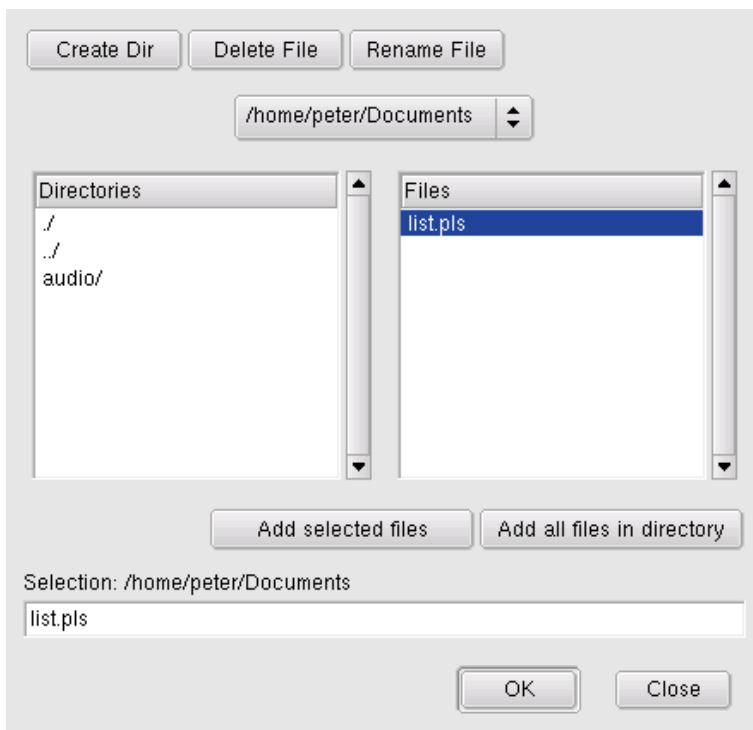 Create Dir Delete File Rename File
/home/peter/Documents
Directories
./
../
audio/
Files
list.pls
Add selected files Add all files in directory
Selection: /home/peter/Documents
list.pls
OK Close